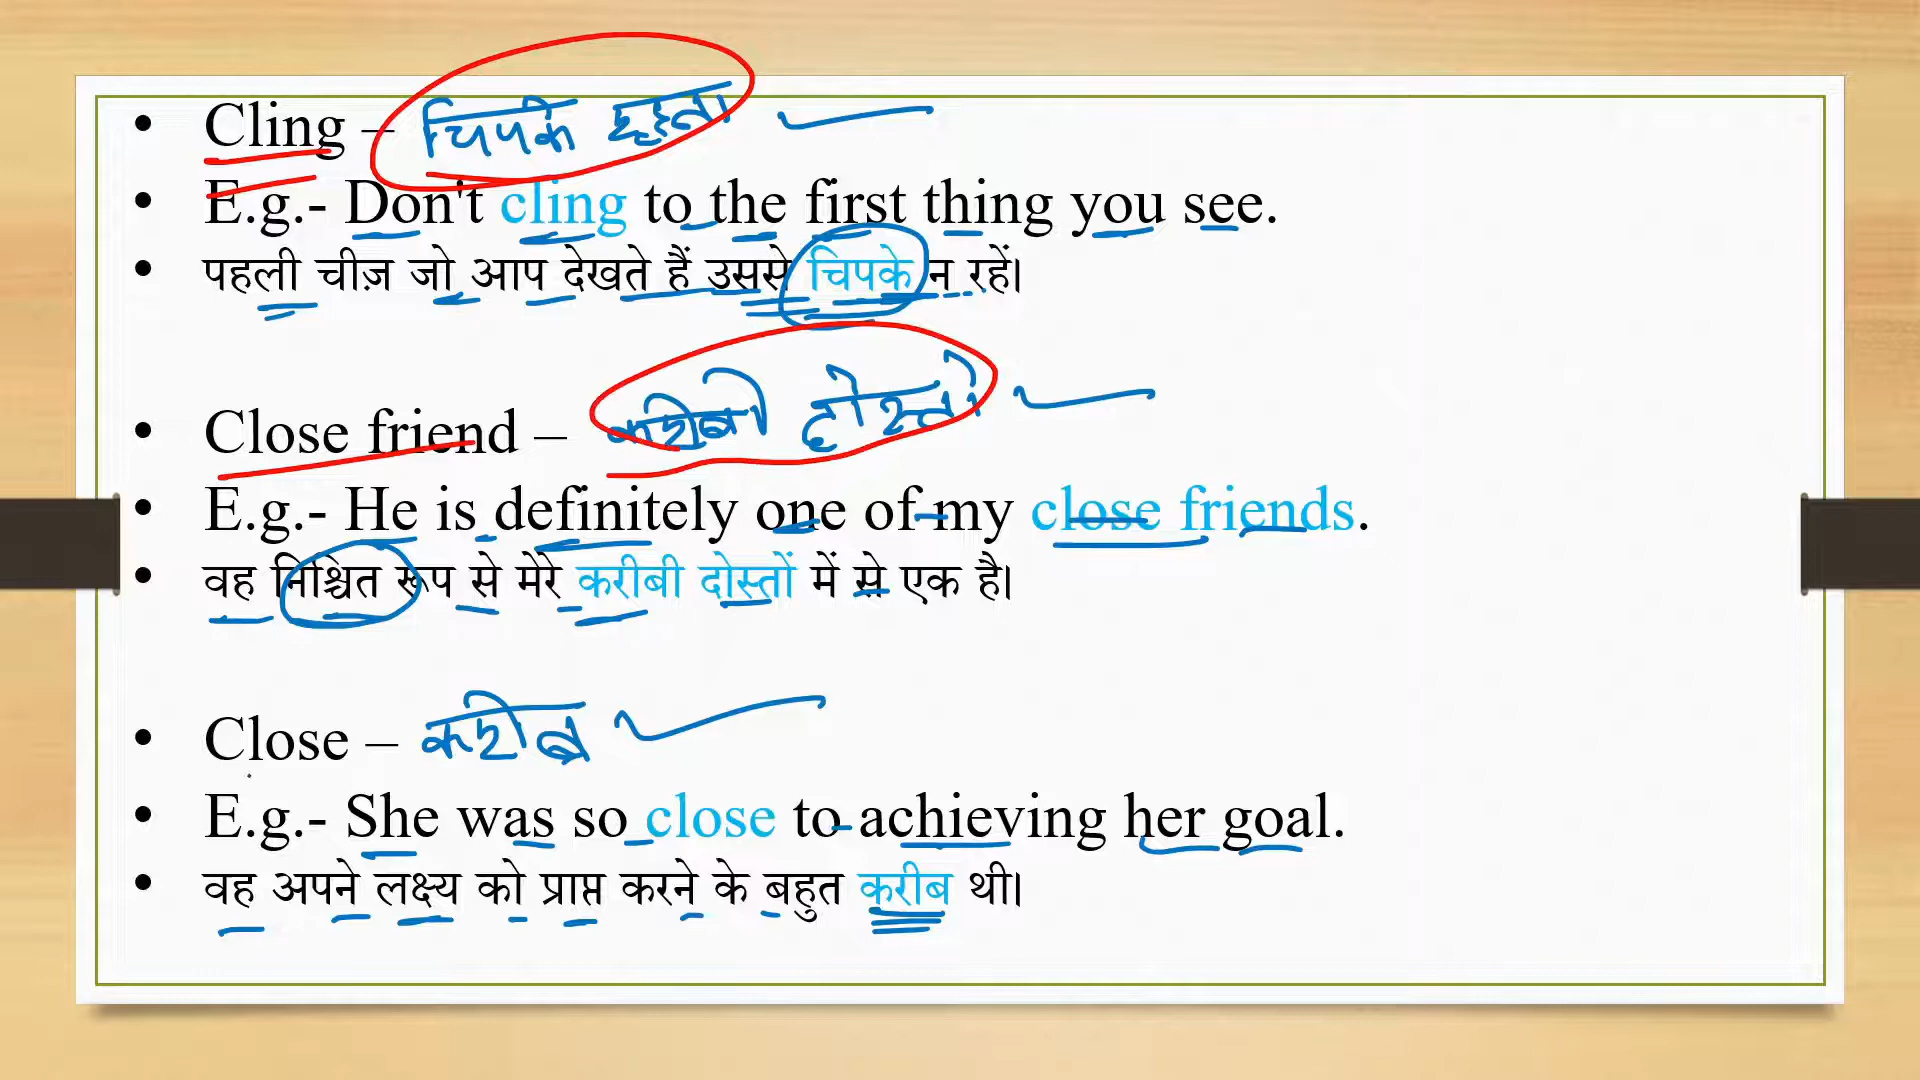 • Cling – चिपके रहना
• E.g.- Don't cling to the first thing you see.
• पहली चीज़ जो आप देखते हैं उससे चिपके न रहें।
• Close friend – करीबी दोस्त
• E.g.- He is definitely one of my close friends.
• वह निश्चित रूप से मेरे करीबी दोस्तों में से एक है।
• Close – करीब
• E.g.- She was so close to achieving her goal.
• वह अपने लक्ष्य को प्राप्त करने के बहुत करीब थी।